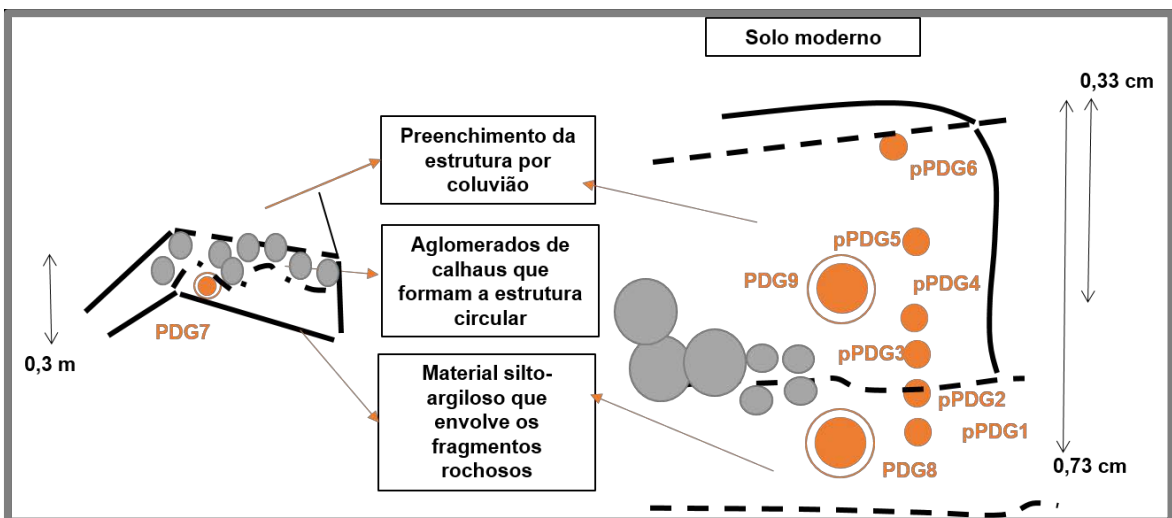 Solo moderno
0,33 cm
Preenchimento da
estrutura por
coluvião
pPDG6
Aglomerados de
calhaus que
formam a estrutura
circular
pPDG5
PDG9
pPDG4
PDG7
0,3 m
pPDG3
Material silto-
argiloso que
envolve os
fragmentos
rochosos
pPDG2
pPDG1
PDG8
0,73 cm